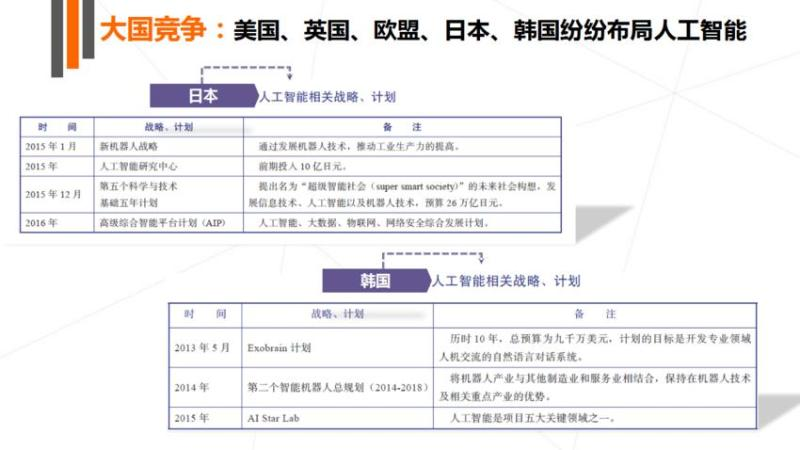 大国竞争：美国、英国、欧盟、日本、韩国纷纷布局人工智能
日本 人工智能相关战略、计划
时 间 战略、计划 备 注
2015 年 1 月 新机器人战略 通过发展机器人技术，推动工业生产力的提高。
2015 年 人工智能研究中心 前期投入 10 亿日元。
2015 年 12 月 第五个科学与技术 提出名为“超级智能社会（super smart society）”的未来社会构想，发
基础五年计划 展信息技术、人工智能以及机器人技术，预算 26 万亿日元。
2016 年 高级综合智能平台计划（AIP） 人工智能、大数据、物联网、网络安全综合发展计划。
韩国 人工智能相关战略、计划
时 间 战略、计划 备 注
2013 年 5 月 Exobrain 计划 历时 10 年，总预算为九千万美元，计划的目标是开发专业领域
人机交流的自然语言对话系统。
2014 年 第二个智能机器人总规划（2014-2018） 将机器人产业与其他制造业和服务业相结合，保持在机器人技术
及相关重点产业的优势。
2015 年 AI Star Lab 人工智能是项目五大关键领域之一。